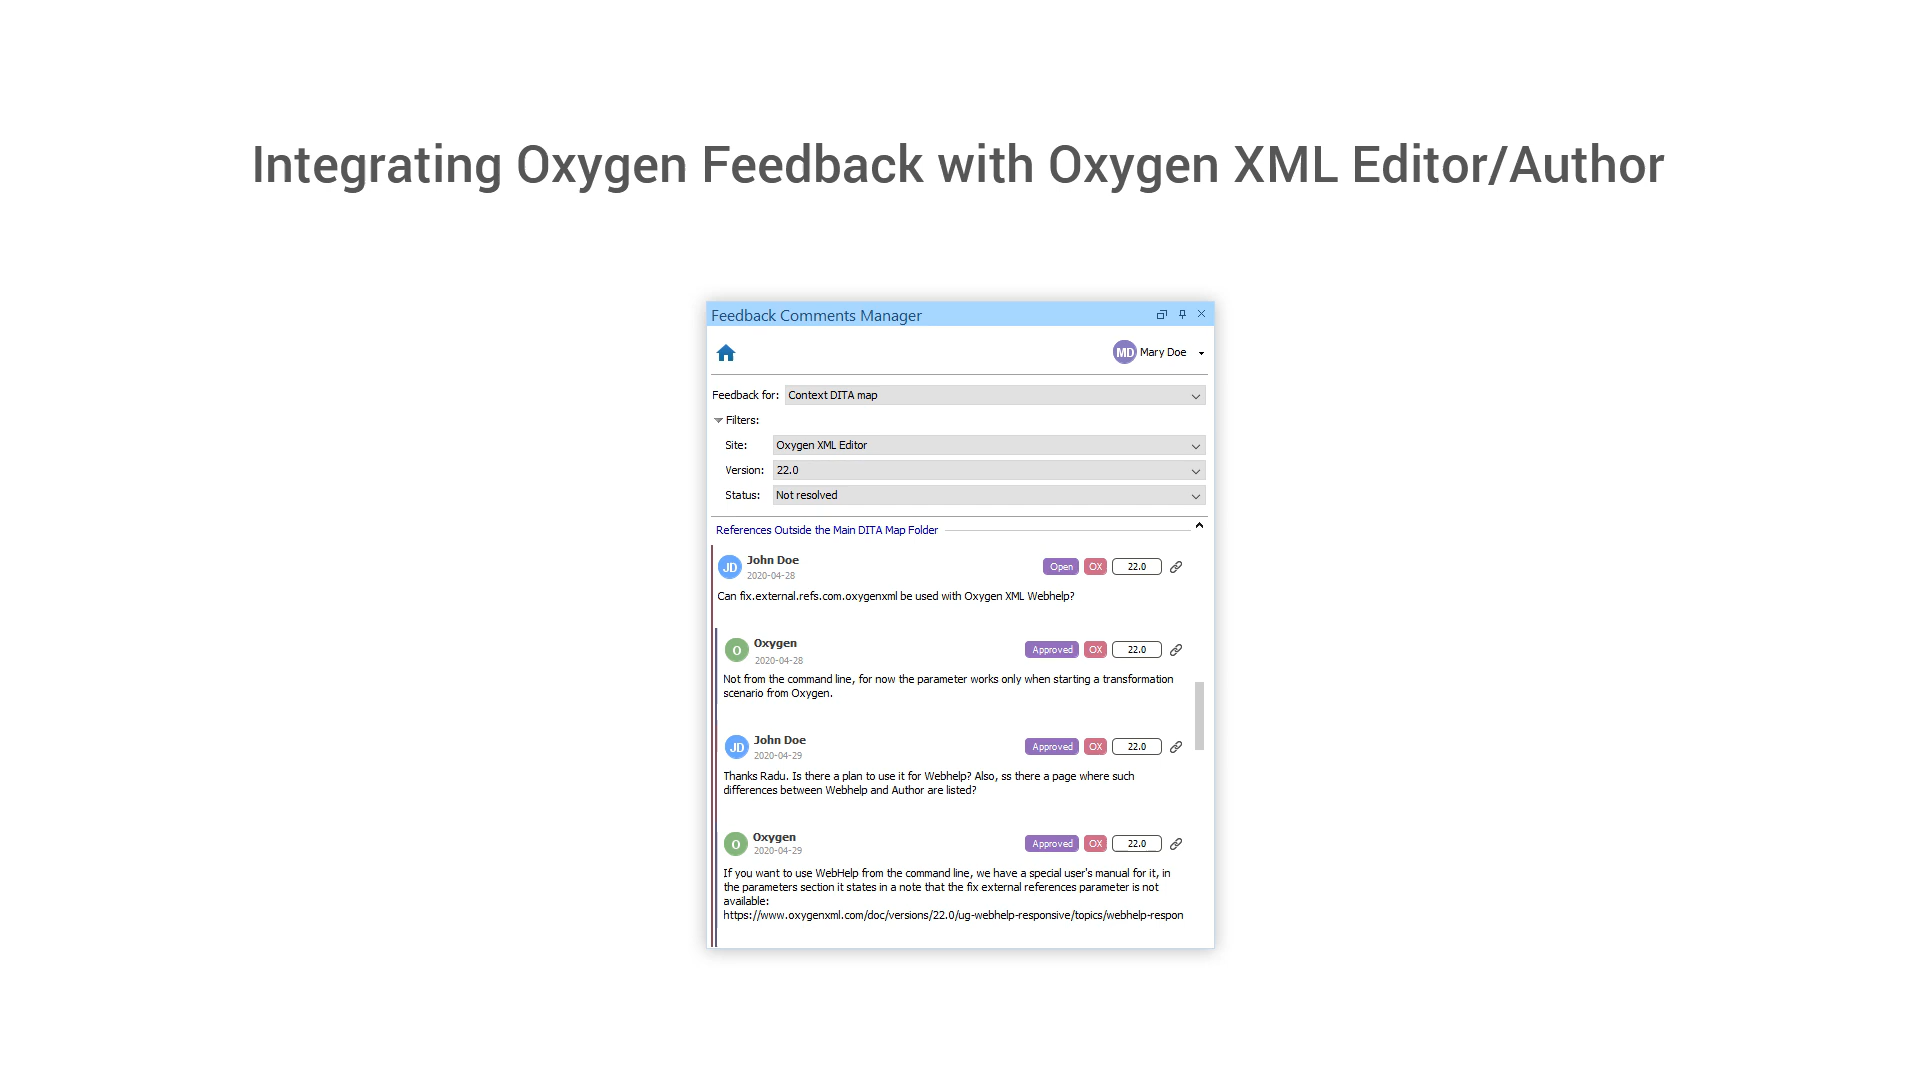 Integrating Oxygen Feedback with Oxygen XML Editor/Author
Feedback Comments Manager
MD Mary Doe
Feedback for: Context DITA map
Filters:
Site: Oxygen XML Editor
Version: 22.0
Status: Not resolved
References Outside the Main DITA Map Folder
JD John Doe Open OX 22.0
2020-04-28
Can fix.external.refs.com.oxygenxml be used with Oxygen XML Webhelp?
O Oxygen Approved OX 22.0
2020-04-28
Not from the command line, for now the parameter works only when starting a transformation
scenario from Oxygen.
JD John Doe Approved OX 22.0
2020-04-29
Thanks Radu. Is there a plan to use it for Webhelp? Also, ss there a page where such
differences between Webhelp and Author are listed?
O Oxygen Approved OX 22.0
2020-04-29
If you want to use WebHelp from the command line, we have a special user's manual for it, in
the parameters section it states in a note that the fix external references parameter is not
available:
https://www.oxygenxml.com/doc/versions/22.0/ug-webhelp-responsive/topics/webhelp-respon